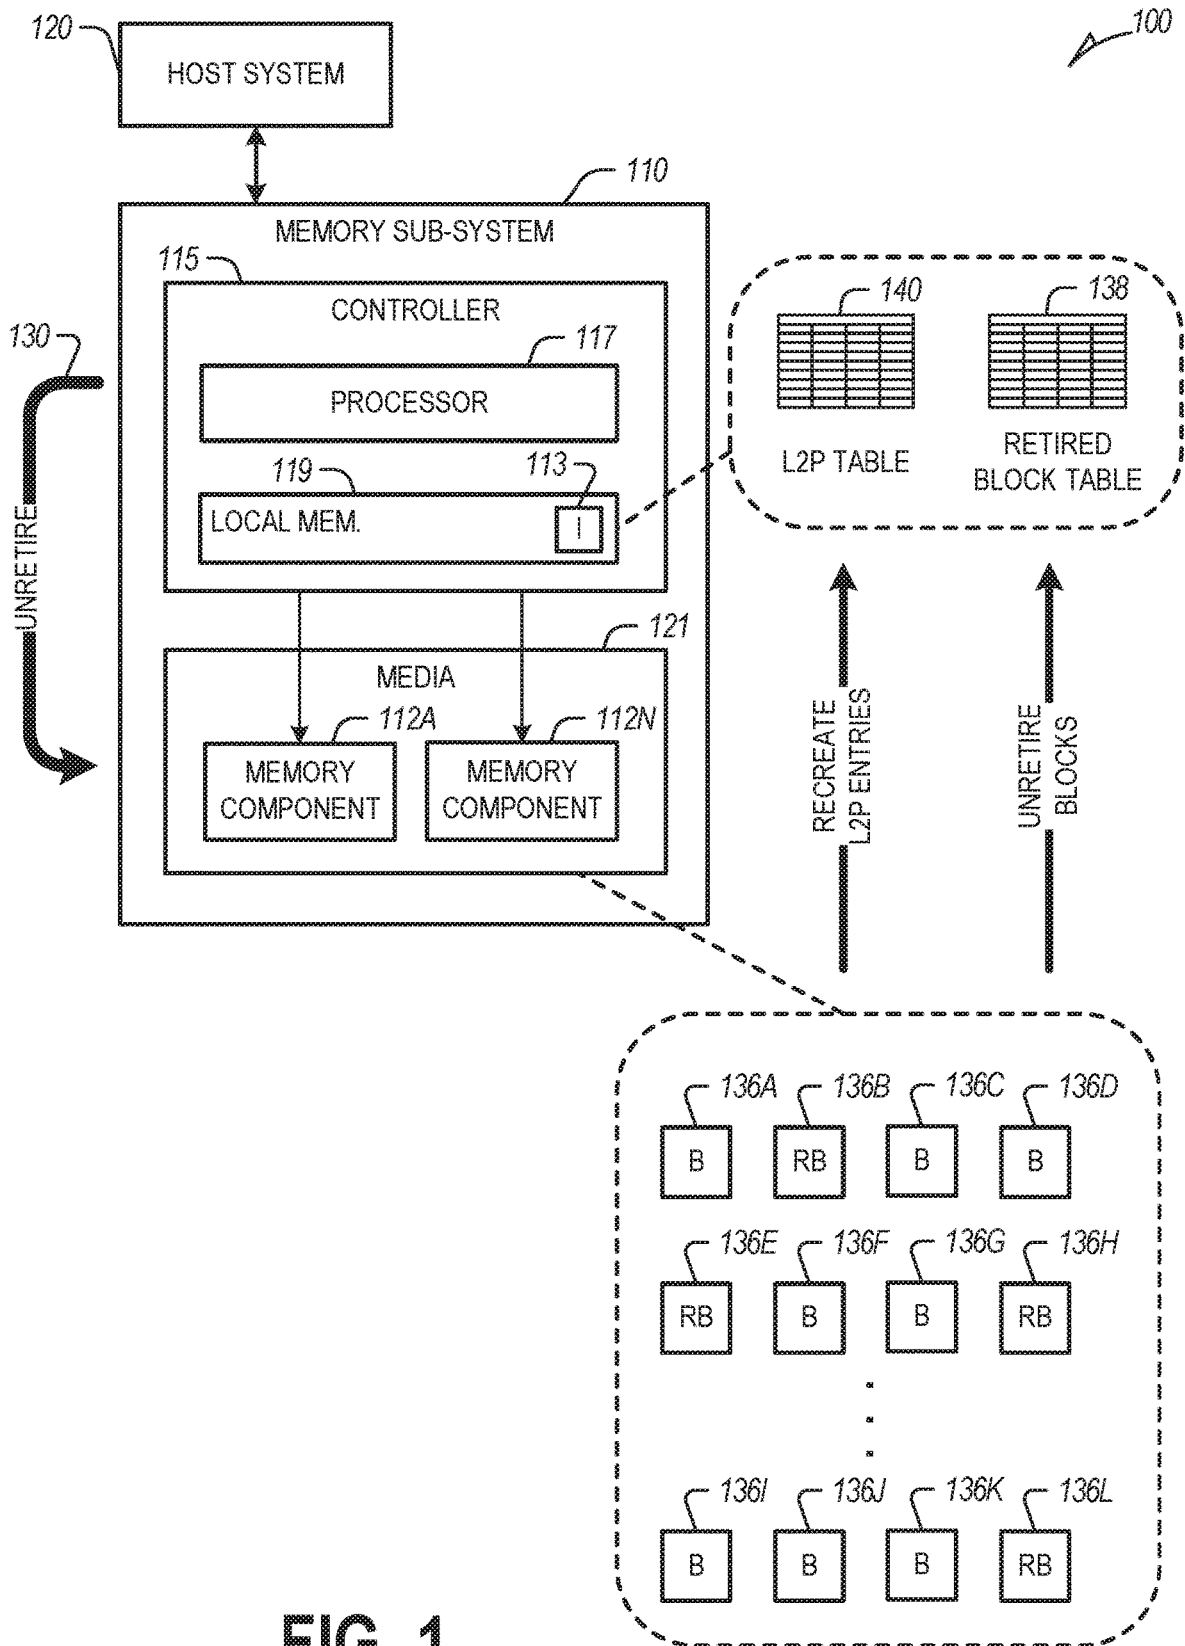 120
HOST SYSTEM
100
110
MEMORY SUB-SYSTEM
115
CONTROLLER
130
117
PROCESSOR
119
113
LOCAL MEM.
I
140
138
L2P TABLE
RETIRED
BLOCK TABLE
UNRETIRE
121
MEDIA
112A
112N
MEMORY
COMPONENT
MEMORY
COMPONENT
RECREATE
L2P ENTRIES
UNRETIRE
BLOCKS
136A 136B 136C 136D
B RB B B
136E 136F 136G 136H
RB B B RB
136I 136J 136K 136L
B B B RB
FIG. 1